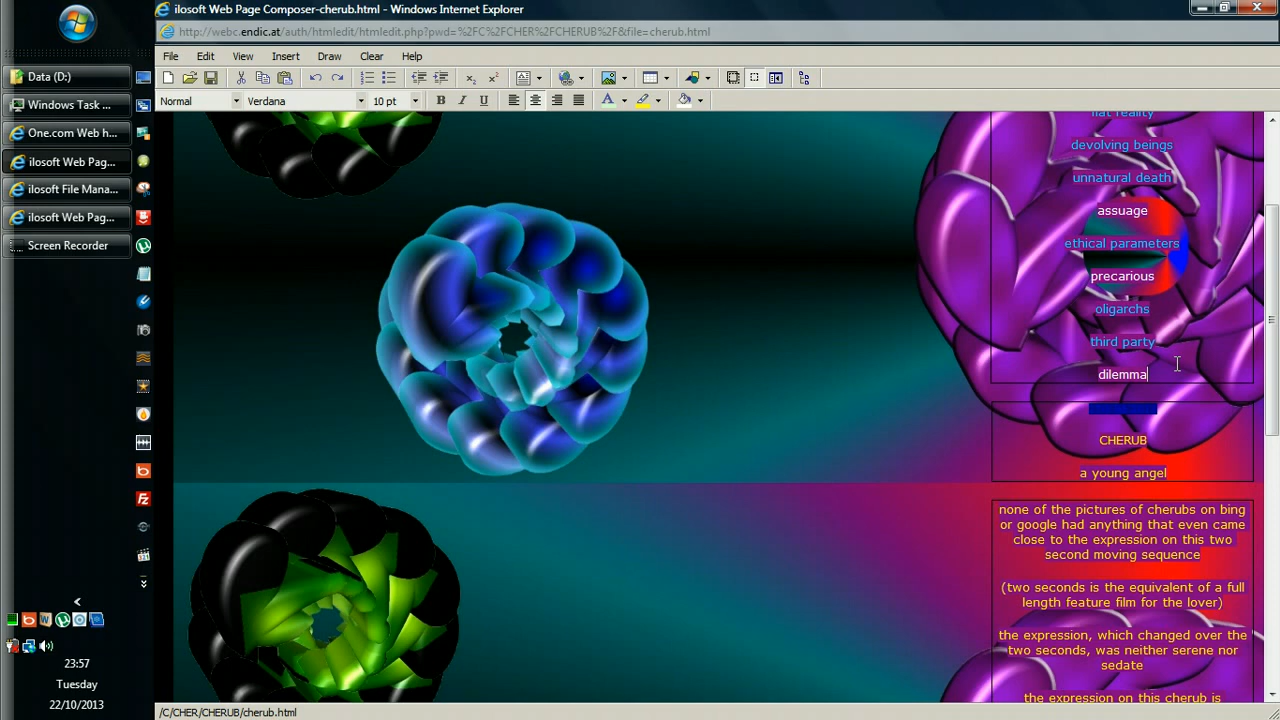 ilosoft Web Page Composer-cherub.html - Windows Internet Explorer
http://webc.endic.at/auth/htmledit/htmledit.php?pwd=%2FC%2FCHER%2FCHERUB%2F&file=cherub.html
File Edit View Insert Draw Clear Help
Normal Verdana 10 pt B I U
Data (D:)
Windows Task ...
One.com Web h...
ilosoft Web Pag...
ilosoft File Mana...
ilosoft Web Pag...
Screen Recorder
flat reality
devolving beings
unnatural death
assuage
ethical parameters
precarious
oligarchs
third party
dilemma
CHERUB
a young angel
none of the pictures of cherubs on bing
or google had anything that even came
close to the expression on this two
second moving sequence
(two seconds is the equivalent of a full
length feature film for the lover)
the expression, which changed over the
two seconds, was neither serene nor
sedate
the expression on this cherub is
23:57
Tuesday
22/10/2013
/C/CHER/CHERUB/cherub.html